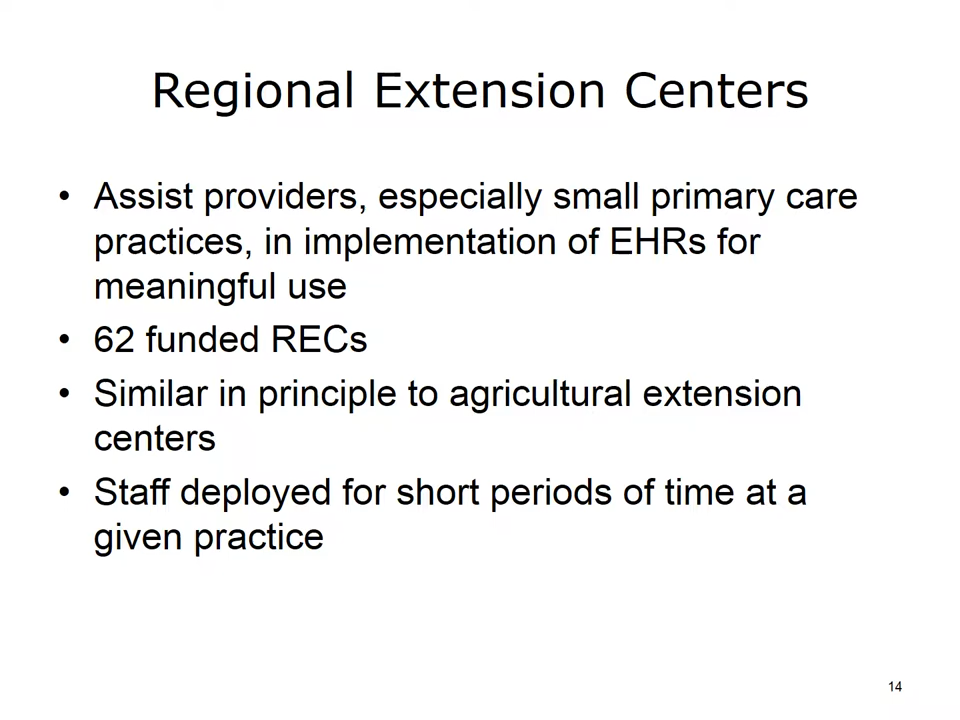 Regional Extension Centers
• Assist providers, especially small primary care
practices, in implementation of EHRs for
meaningful use
• 62 funded RECs
• Similar in principle to agricultural extension
centers
• Staff deployed for short periods of time at a
given practice
14